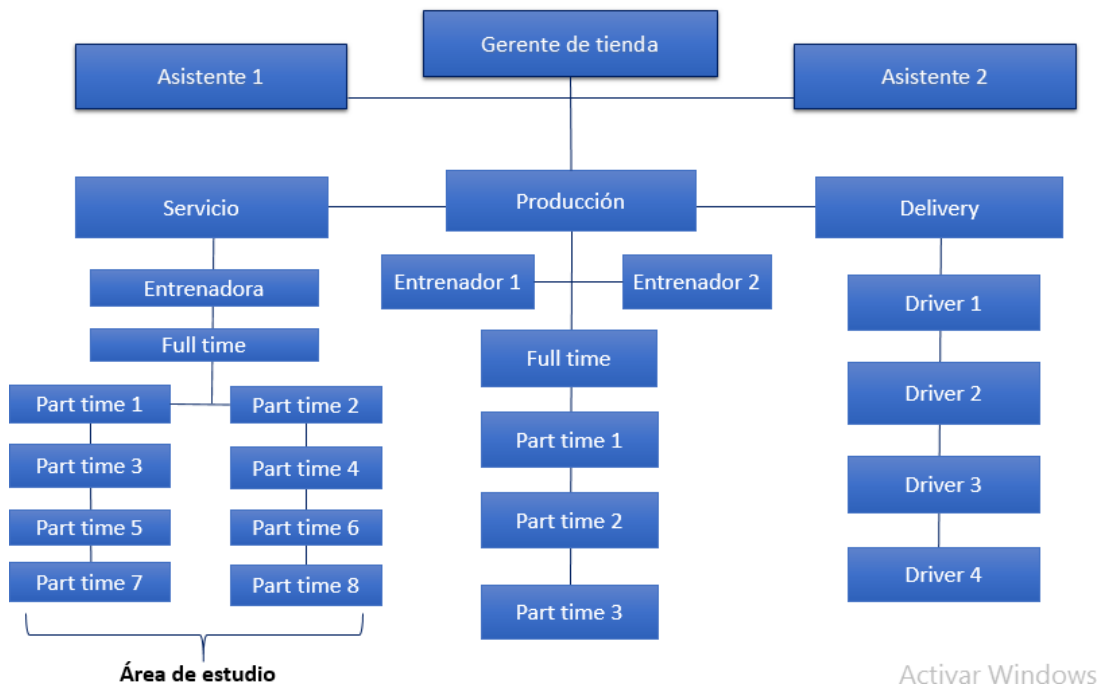 Gerente de tienda
Asistente 1
Asistente 2
Servicio
Producción
Delivery
Entrenadora
Full time
Part time 1
Part time 2
Part time 3
Part time 4
Part time 5
Part time 6
Part time 7
Part time 8
Área de estudio
Entrenador 1
Entrenador 2
Full time
Part time 1
Part time 2
Part time 3
Driver 1
Driver 2
Driver 3
Driver 4
Activar Windows